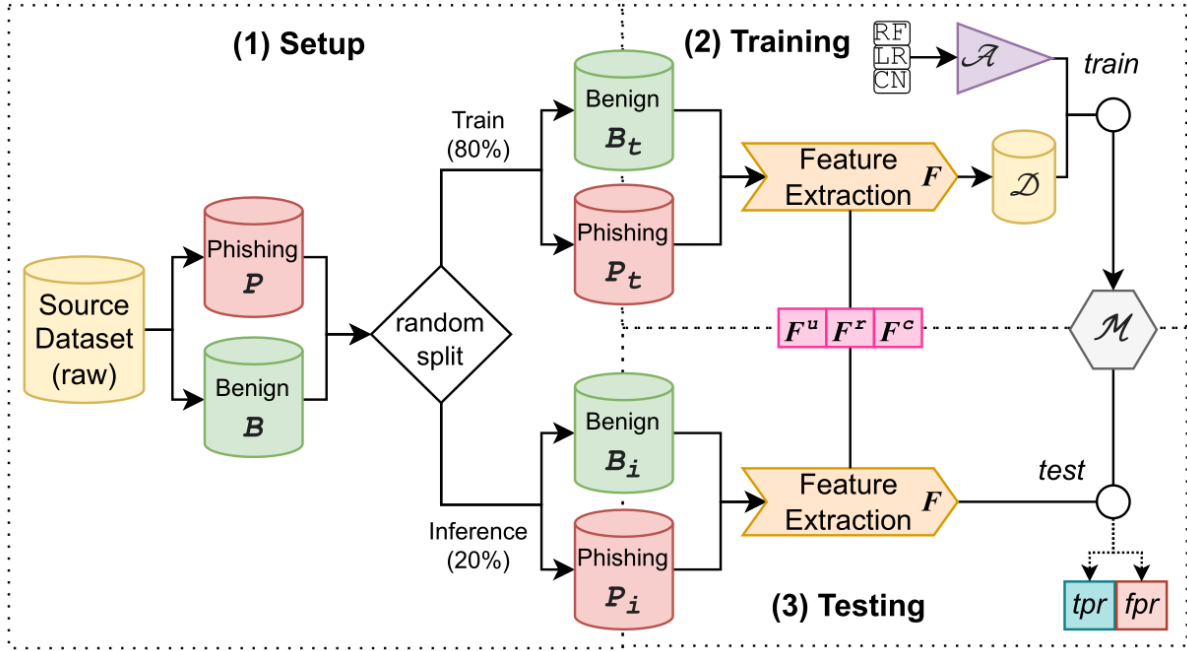 (1) Setup
(2) Training
RF
LR
CN
𝒜
train
Benign
B_t
Train
(80%)
Feature
Extraction
F
𝒟
Phishing
P_t
Phishing
P
Source
Dataset
(raw)
random
split
F^u F^r F^c
ℳ
Benign
B
Benign
B_i
Inference
(20%)
Phishing
P_i
Feature
Extraction
F
test
(3) Testing
tpr fpr